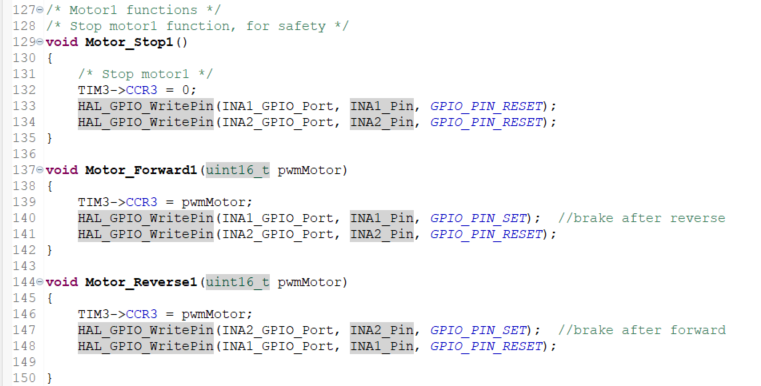 127 /* Motor1 functions */
128 /* Stop motor1 function, for safety */
129 void Motor_Stop1()
130 {
131     /* Stop motor1 */
132     TIM3->CCR3 = 0;
133     HAL_GPIO_WritePin(INA1_GPIO_Port, INA1_Pin, GPIO_PIN_RESET);
134     HAL_GPIO_WritePin(INA2_GPIO_Port, INA2_Pin, GPIO_PIN_RESET);
135 }
136
137 void Motor_Forward1(uint16_t pwmMotor)
138 {
139     TIM3->CCR3 = pwmMotor;
140     HAL_GPIO_WritePin(INA1_GPIO_Port, INA1_Pin, GPIO_PIN_SET);  //brake after reverse
141     HAL_GPIO_WritePin(INA2_GPIO_Port, INA2_Pin, GPIO_PIN_RESET);
142 }
143
144 void Motor_Reverse1(uint16_t pwmMotor)
145 {
146     TIM3->CCR3 = pwmMotor;
147     HAL_GPIO_WritePin(INA2_GPIO_Port, INA2_Pin, GPIO_PIN_SET);  //brake after forward
148     HAL_GPIO_WritePin(INA1_GPIO_Port, INA1_Pin, GPIO_PIN_RESET);
149
150 }